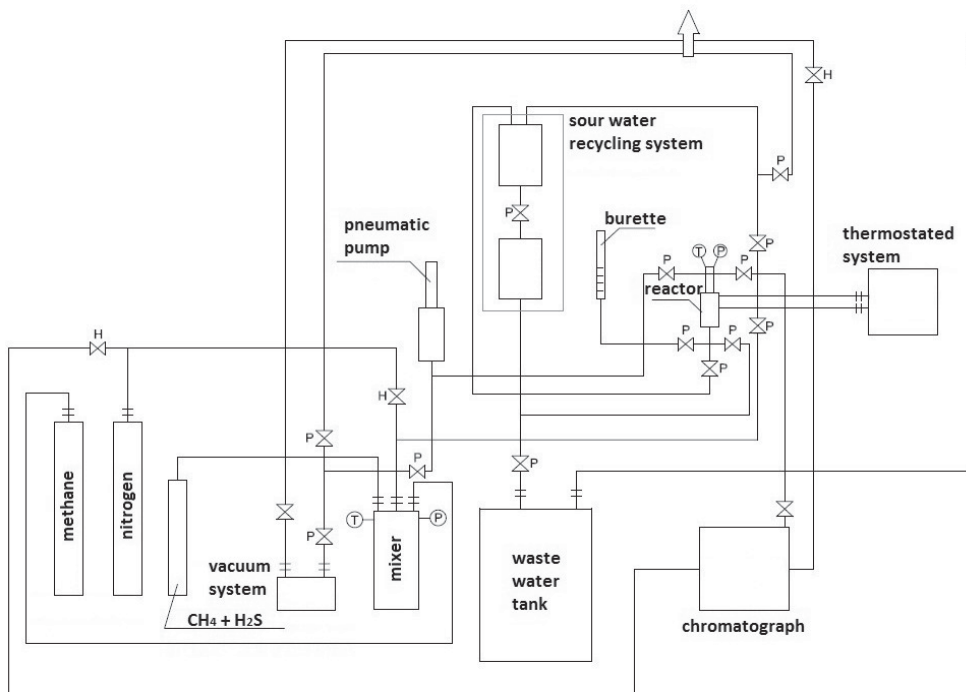 H
sour water
recycling system
P
P
pneumatic
pump
burette
P
thermostated
system
T
P
P
P
reactor
H
P
P
P
P
H
P
P
P
methane
nitrogen
T
P
P
mixer
vacuum
system
waste
water
tank
CH4 + H2S
chromatograph